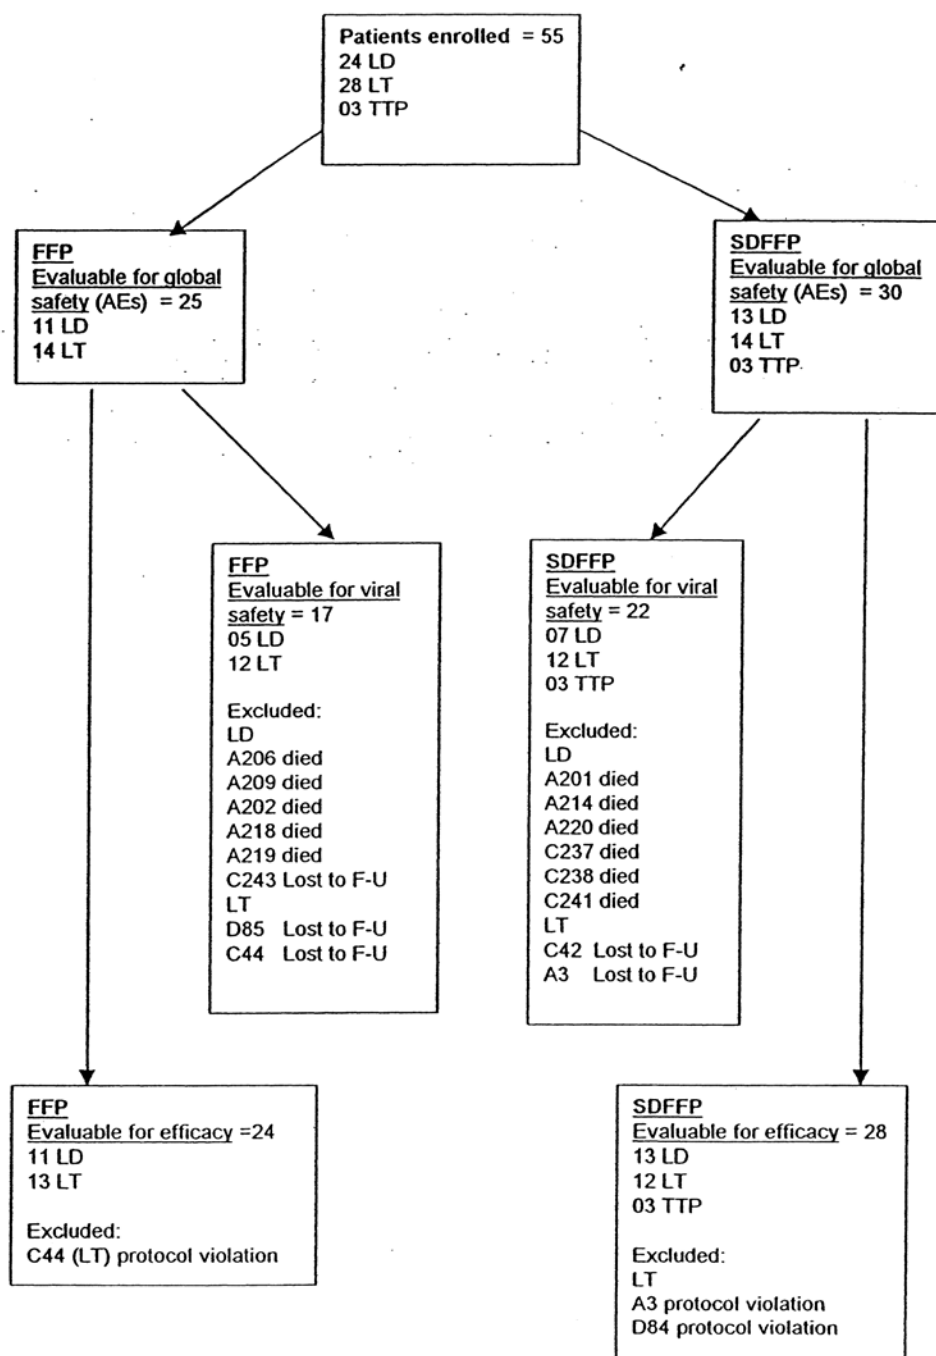 Patients enrolled = 55
24 LD
28 LT
03 TTP
FFP
Evaluable for global
safety (AEs) = 25
11 LD
14 LT
SDFFP
Evaluable for global
safety (AEs) = 30
13 LD
14 LT
03 TTP
FFP
Evaluable for viral
safety = 17
05 LD
12 LT
Excluded:
LD
A206 died
A209 died
A202 died
A218 died
A219 died
C243 Lost to F-U
LT
D85 Lost to F-U
C44 Lost to F-U
SDFFP
Evaluable for viral
safety = 22
07 LD
12 LT
03 TTP
Excluded:
LD
A201 died
A214 died
A220 died
C237 died
C238 died
C241 died
LT
C42 Lost to F-U
A3 Lost to F-U
FFP
Evaluable for efficacy =24
11 LD
13 LT
Excluded:
C44 (LT) protocol violation
SDFFP
Evaluable for efficacy = 28
13 LD
12 LT
03 TTP
Excluded:
LT
A3 protocol violation
D84 protocol violation